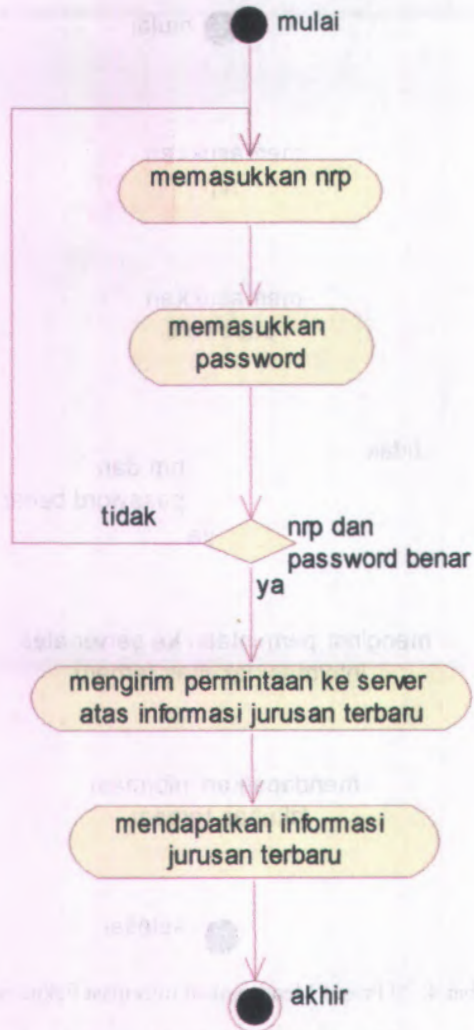 mulai
memasukkan nrp
memasukkan
password
tidak
nrp dan
password benar
ya
mengirim permintaan ke server
atas informasi jurusan terbaru
mendapatkan informasi
jurusan terbaru
akhir